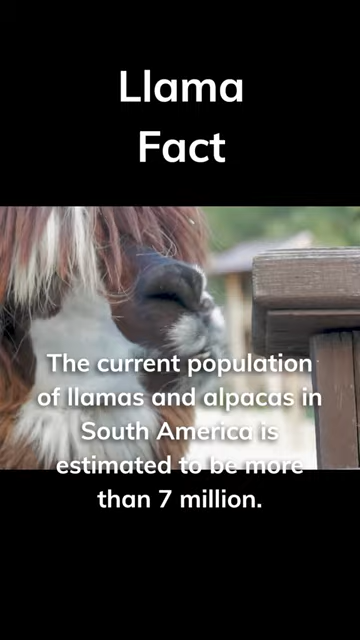 Llama
Fact
The current population
of llamas and alpacas in
South America is
estimated to be more
than 7 million.